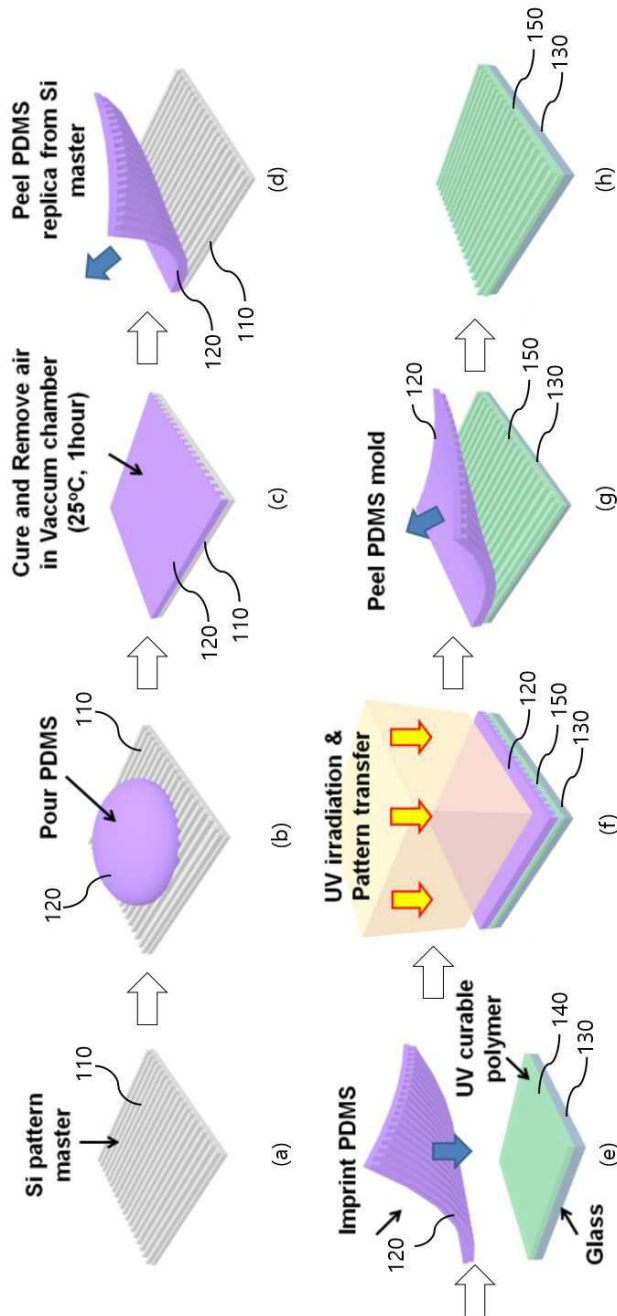 Si pattern
master
110
(a)
Pour PDMS
120
110
(b)
Cure and Remove air
in Vaccum chamber
(25°C, 1hour)
120
110
(c)
Peel PDMS
replica from Si
master
120
110
(d)
Imprint PDMS
120
UV curable
polymer
140
130
Glass
(e)
UV irradiation &
Pattern transfer
120
150
130
(f)
Peel PDMS mold
120
150
130
(g)
150
130
(h)